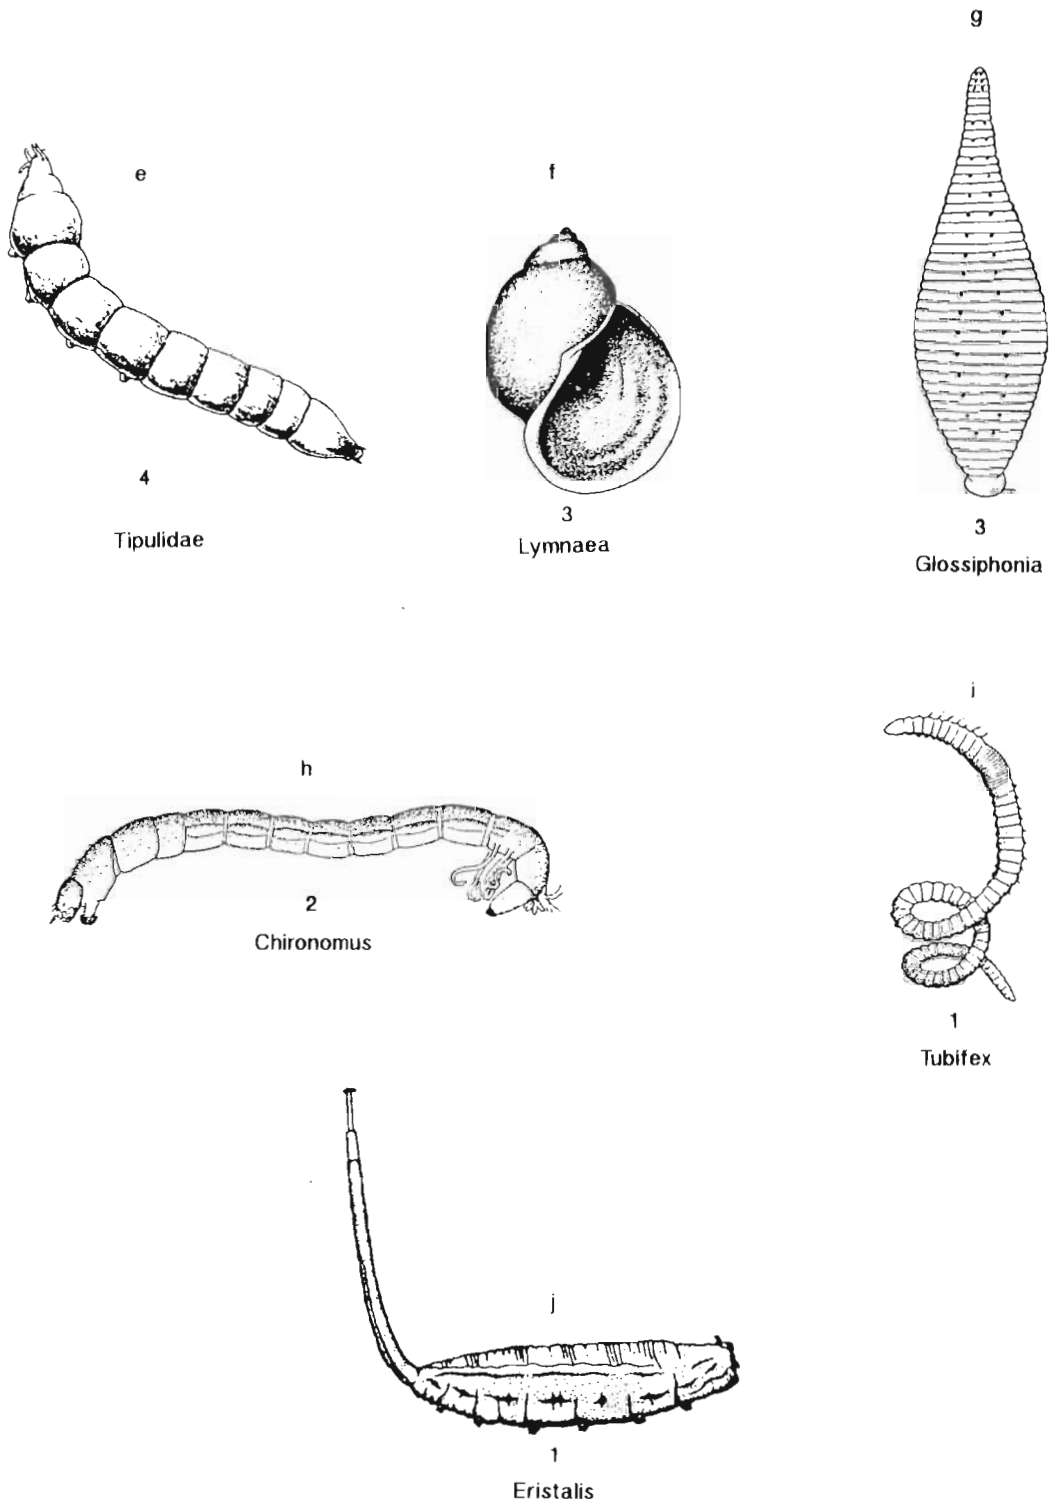 g
e
f
4
Tipulidae
3
Lymnaea
3
Glossiphonia
i
h
2
Chironomus
1
Tubifex
j
1
Eristalis